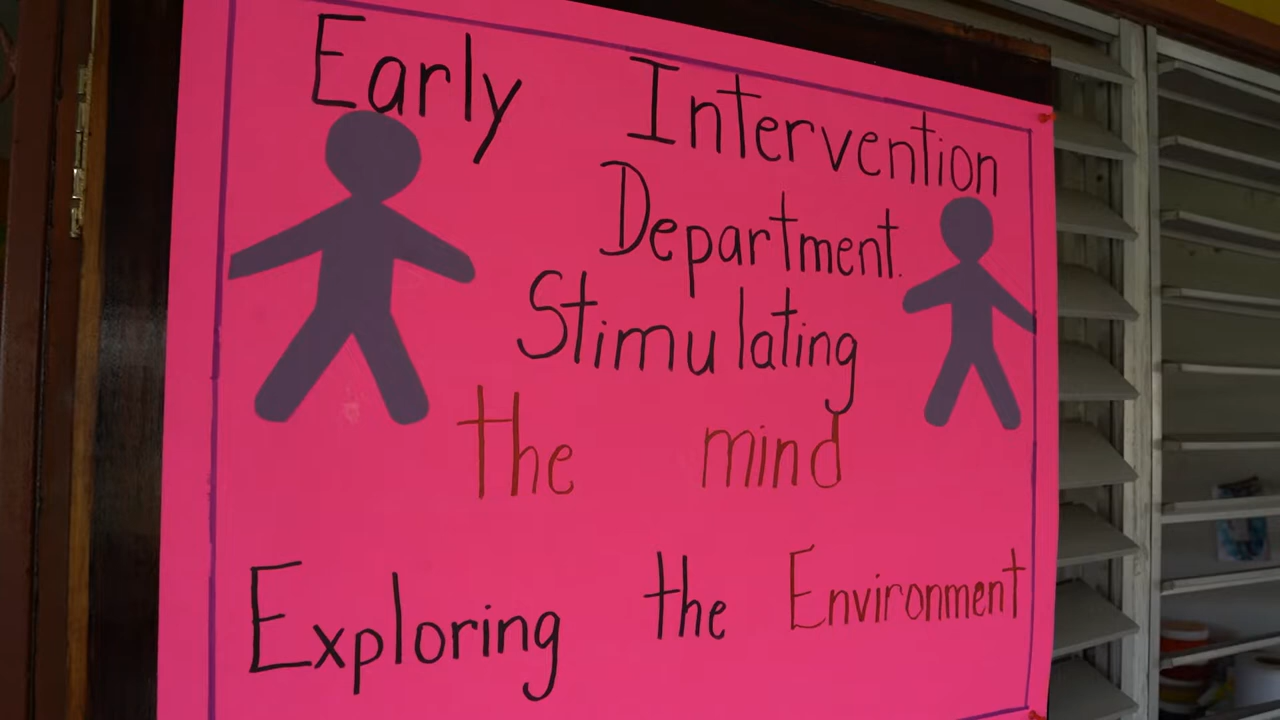 Early Intervention
Department.
Stimulating
the mind
Exploring the Environment